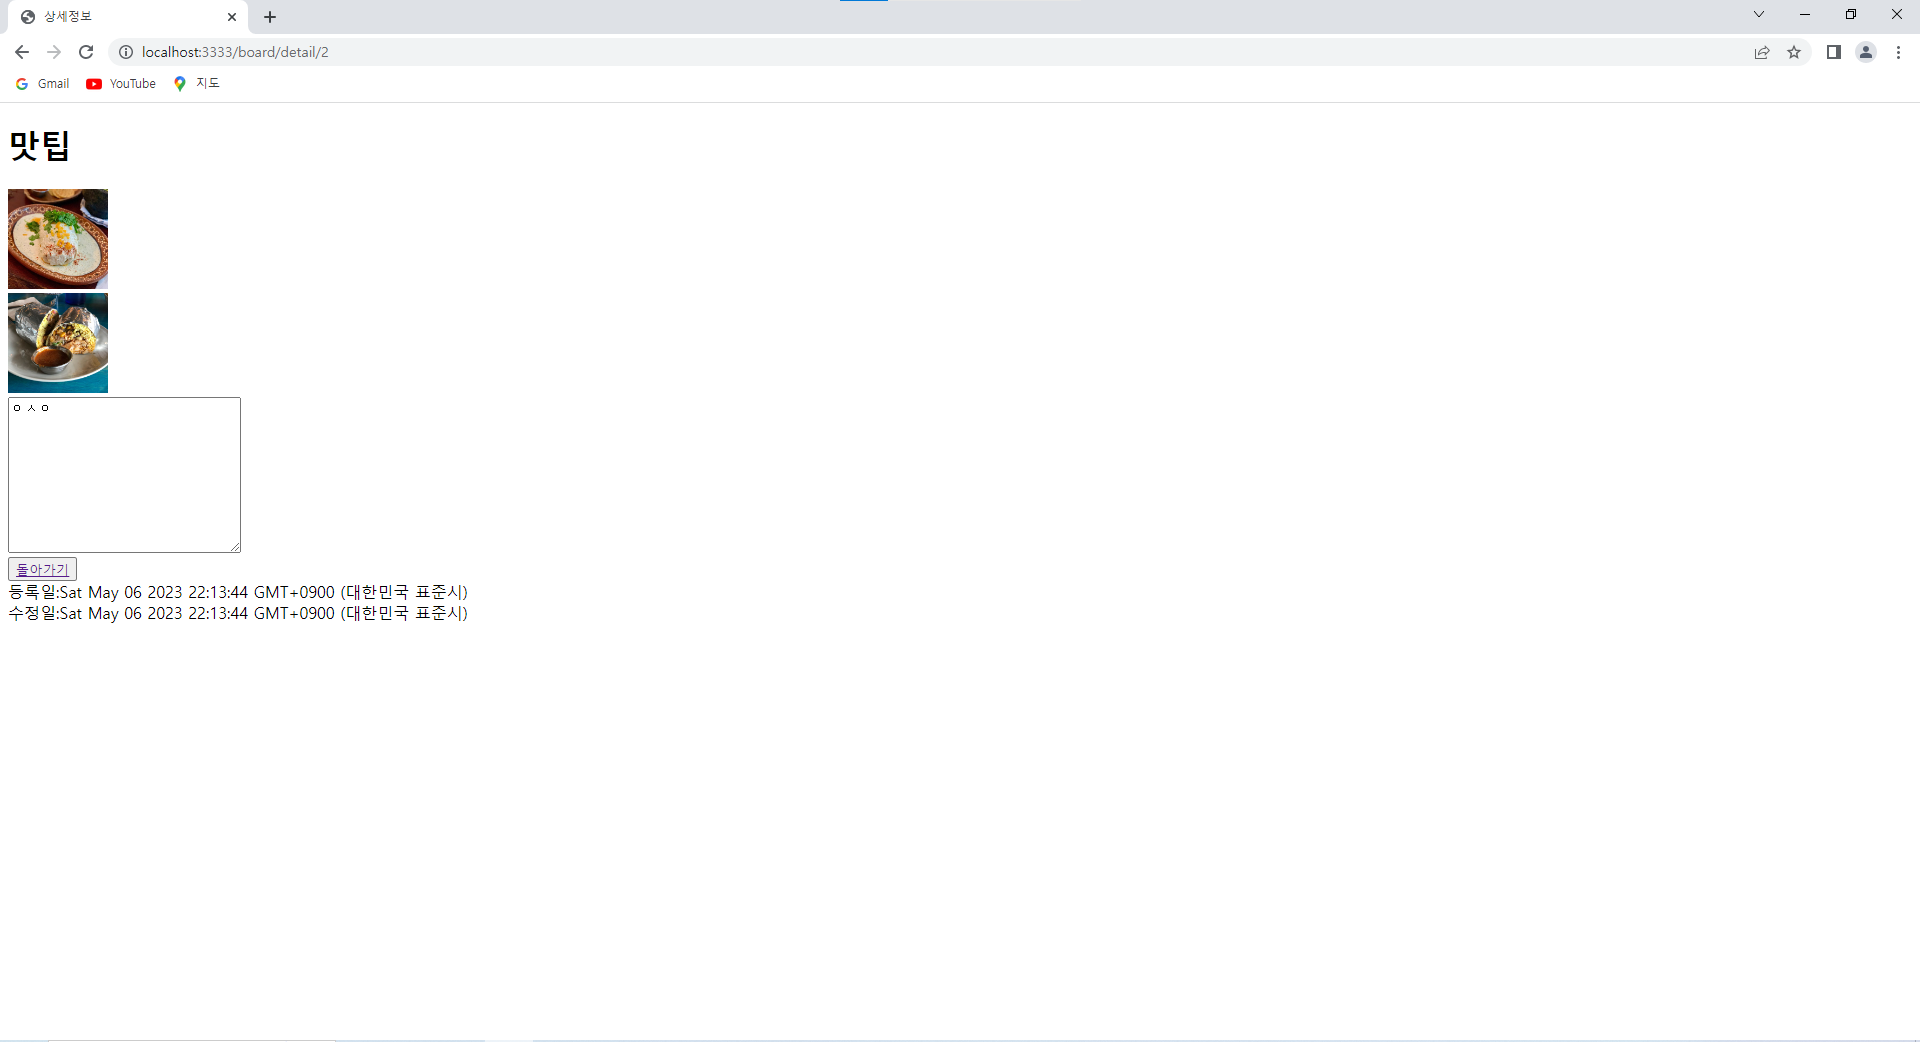 상세정보
localhost:3333/board/detail/2
Gmail YouTube 지도
맛팁
ㅇㅅㅇ
돌아가기
등록일:Sat May 06 2023 22:13:44 GMT+0900 (대한민국 표준시)
수정일:Sat May 06 2023 22:13:44 GMT+0900 (대한민국 표준시)